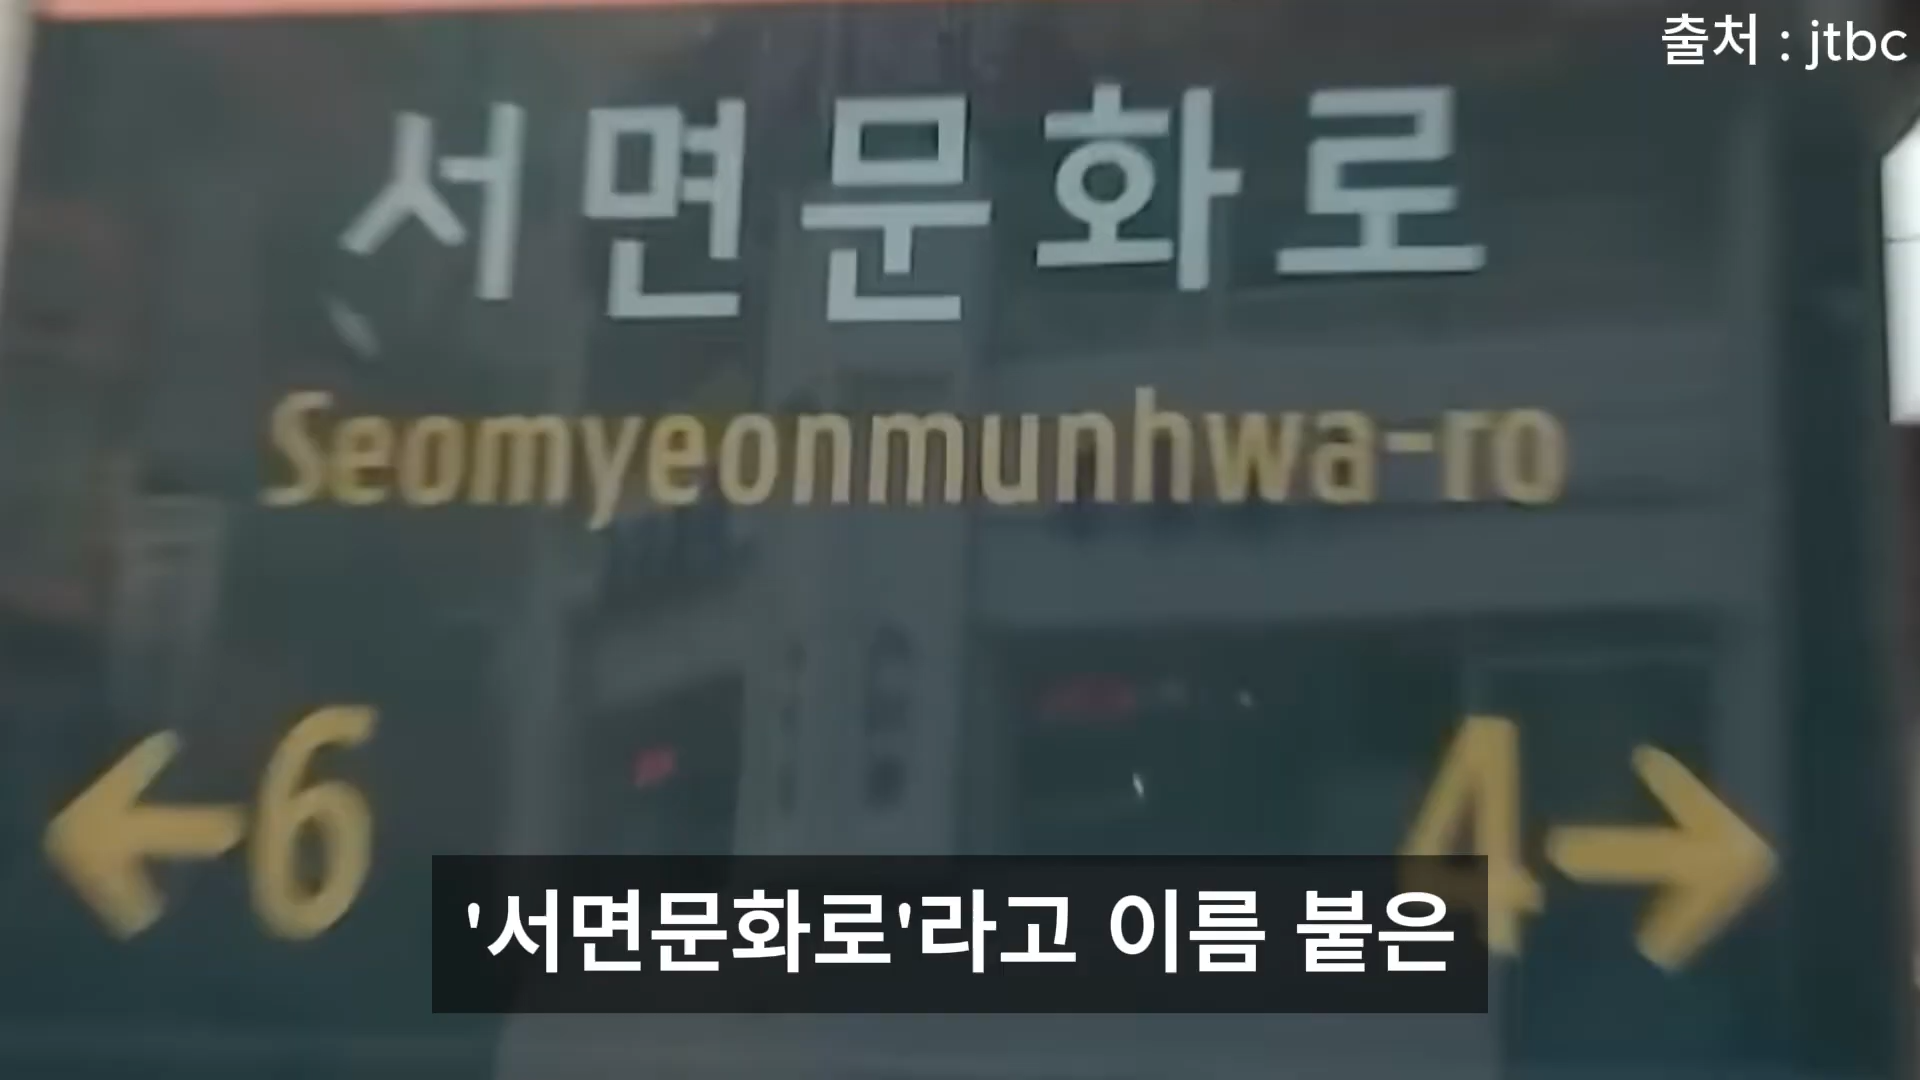 출처 : jtbc
서면문화로
Seomyeonmunhwa-ro
←6
4→
'서면문화로'라고 이름 붙은